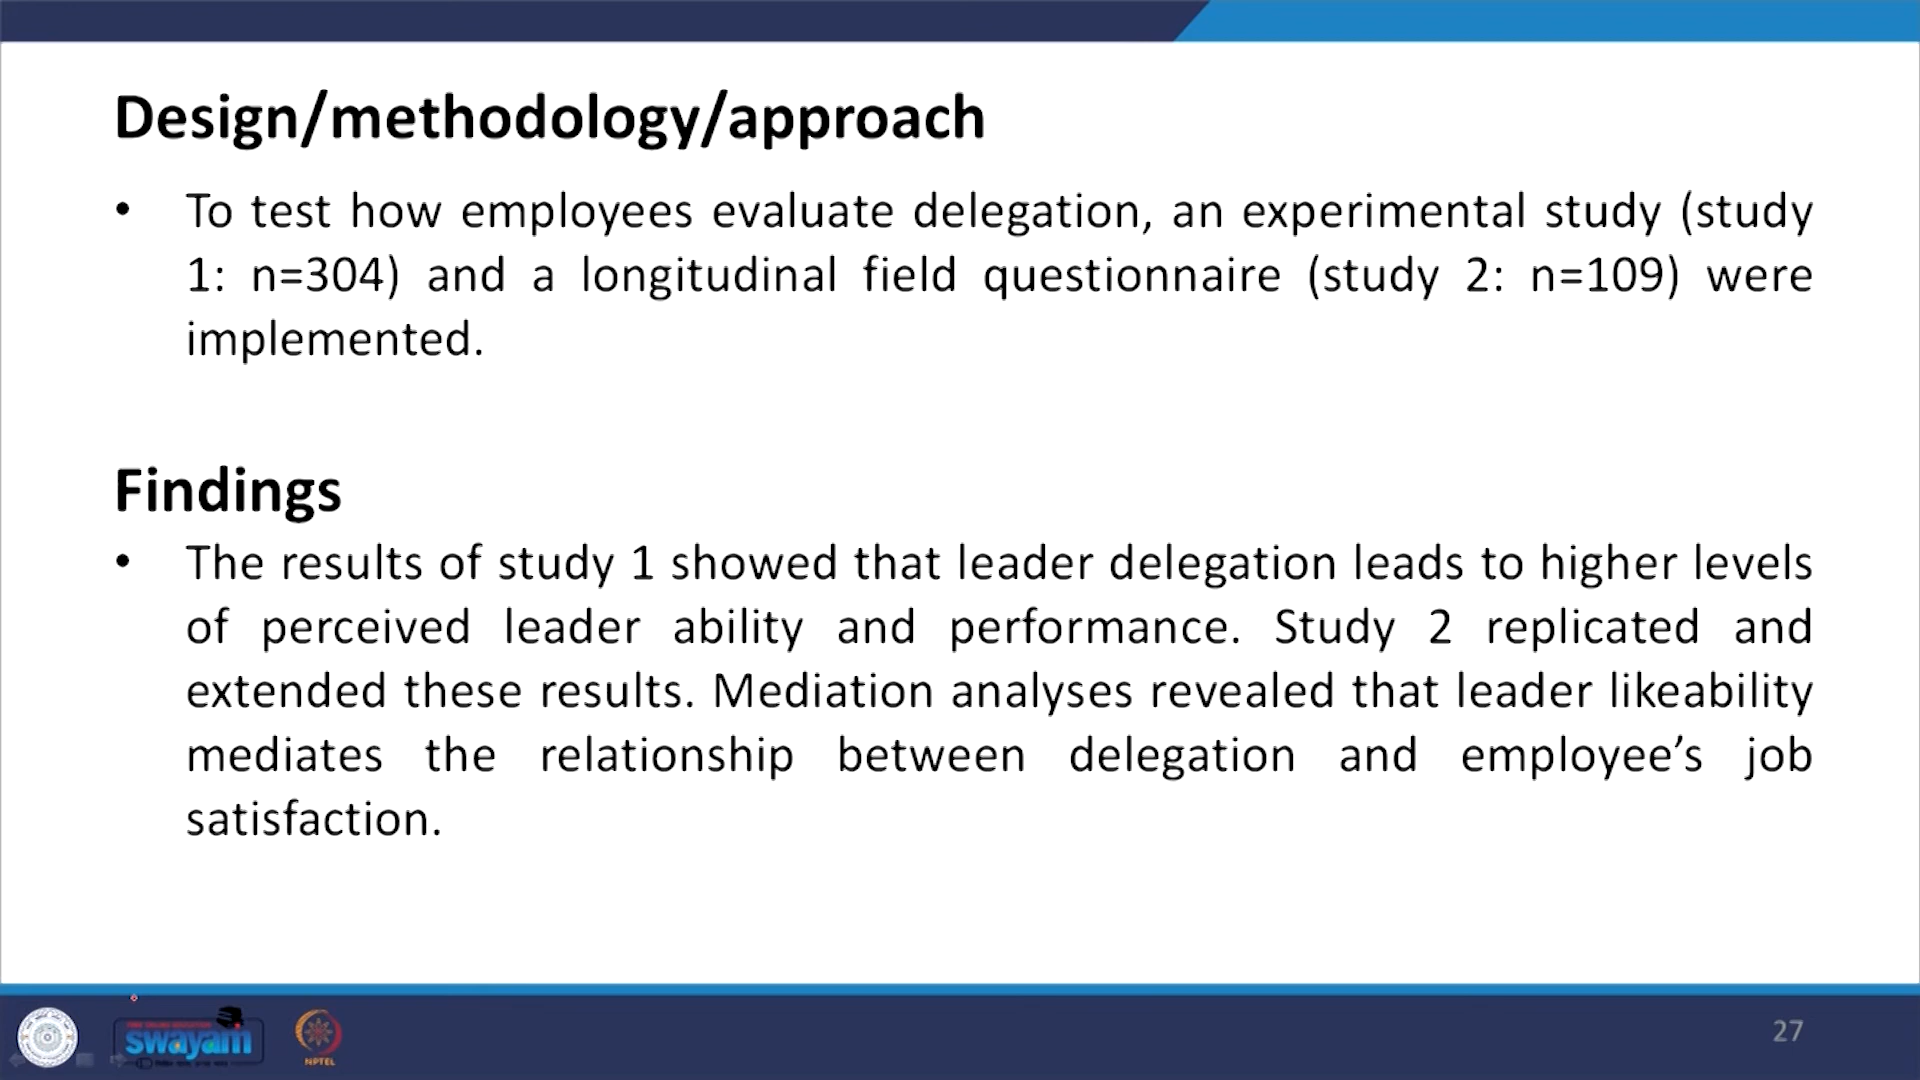 Design/methodology/approach
• To test how employees evaluate delegation, an experimental study (study
1: n=304) and a longitudinal field questionnaire (study 2: n=109) were
implemented.
Findings
• The results of study 1 showed that leader delegation leads to higher levels
of perceived leader ability and performance. Study 2 replicated and
extended these results. Mediation analyses revealed that leader likeability
mediates the relationship between delegation and employee’s job
satisfaction.
swayam
NPTEL
27